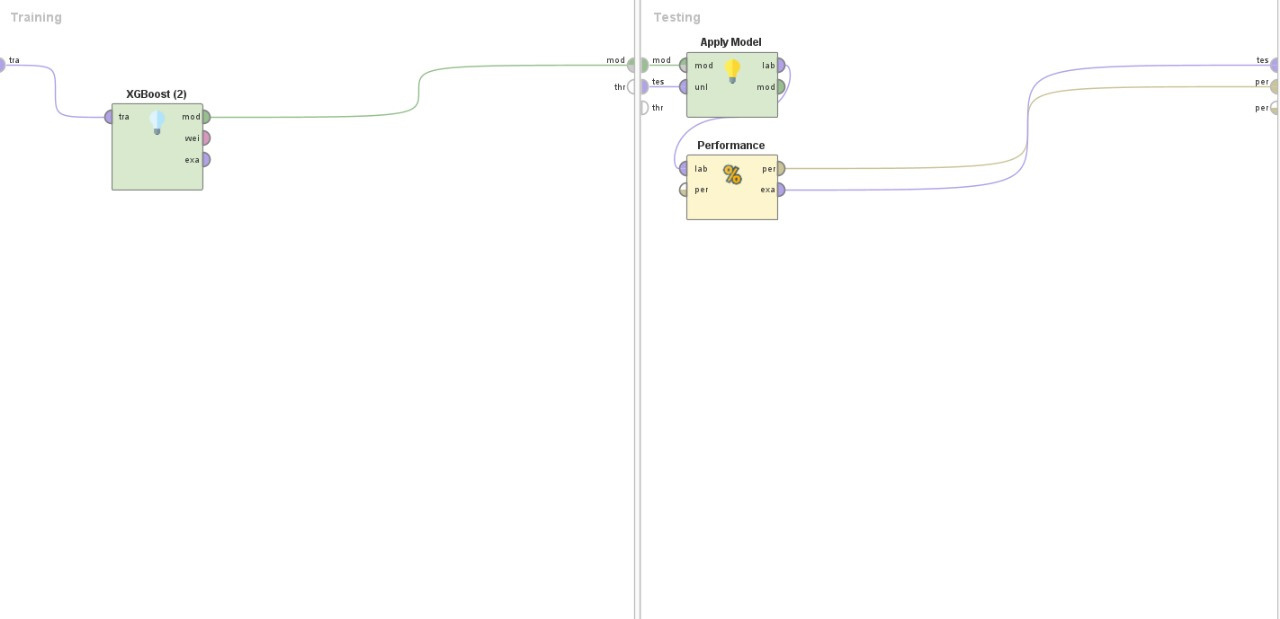 Training
tra
mod
thr
XGBoost (2)
tra
mod
wei
exa
Testing
mod
tes
thr
Apply Model
mod
lab
unl
mod
Performance
lab
per
per
exa
tes
per
per